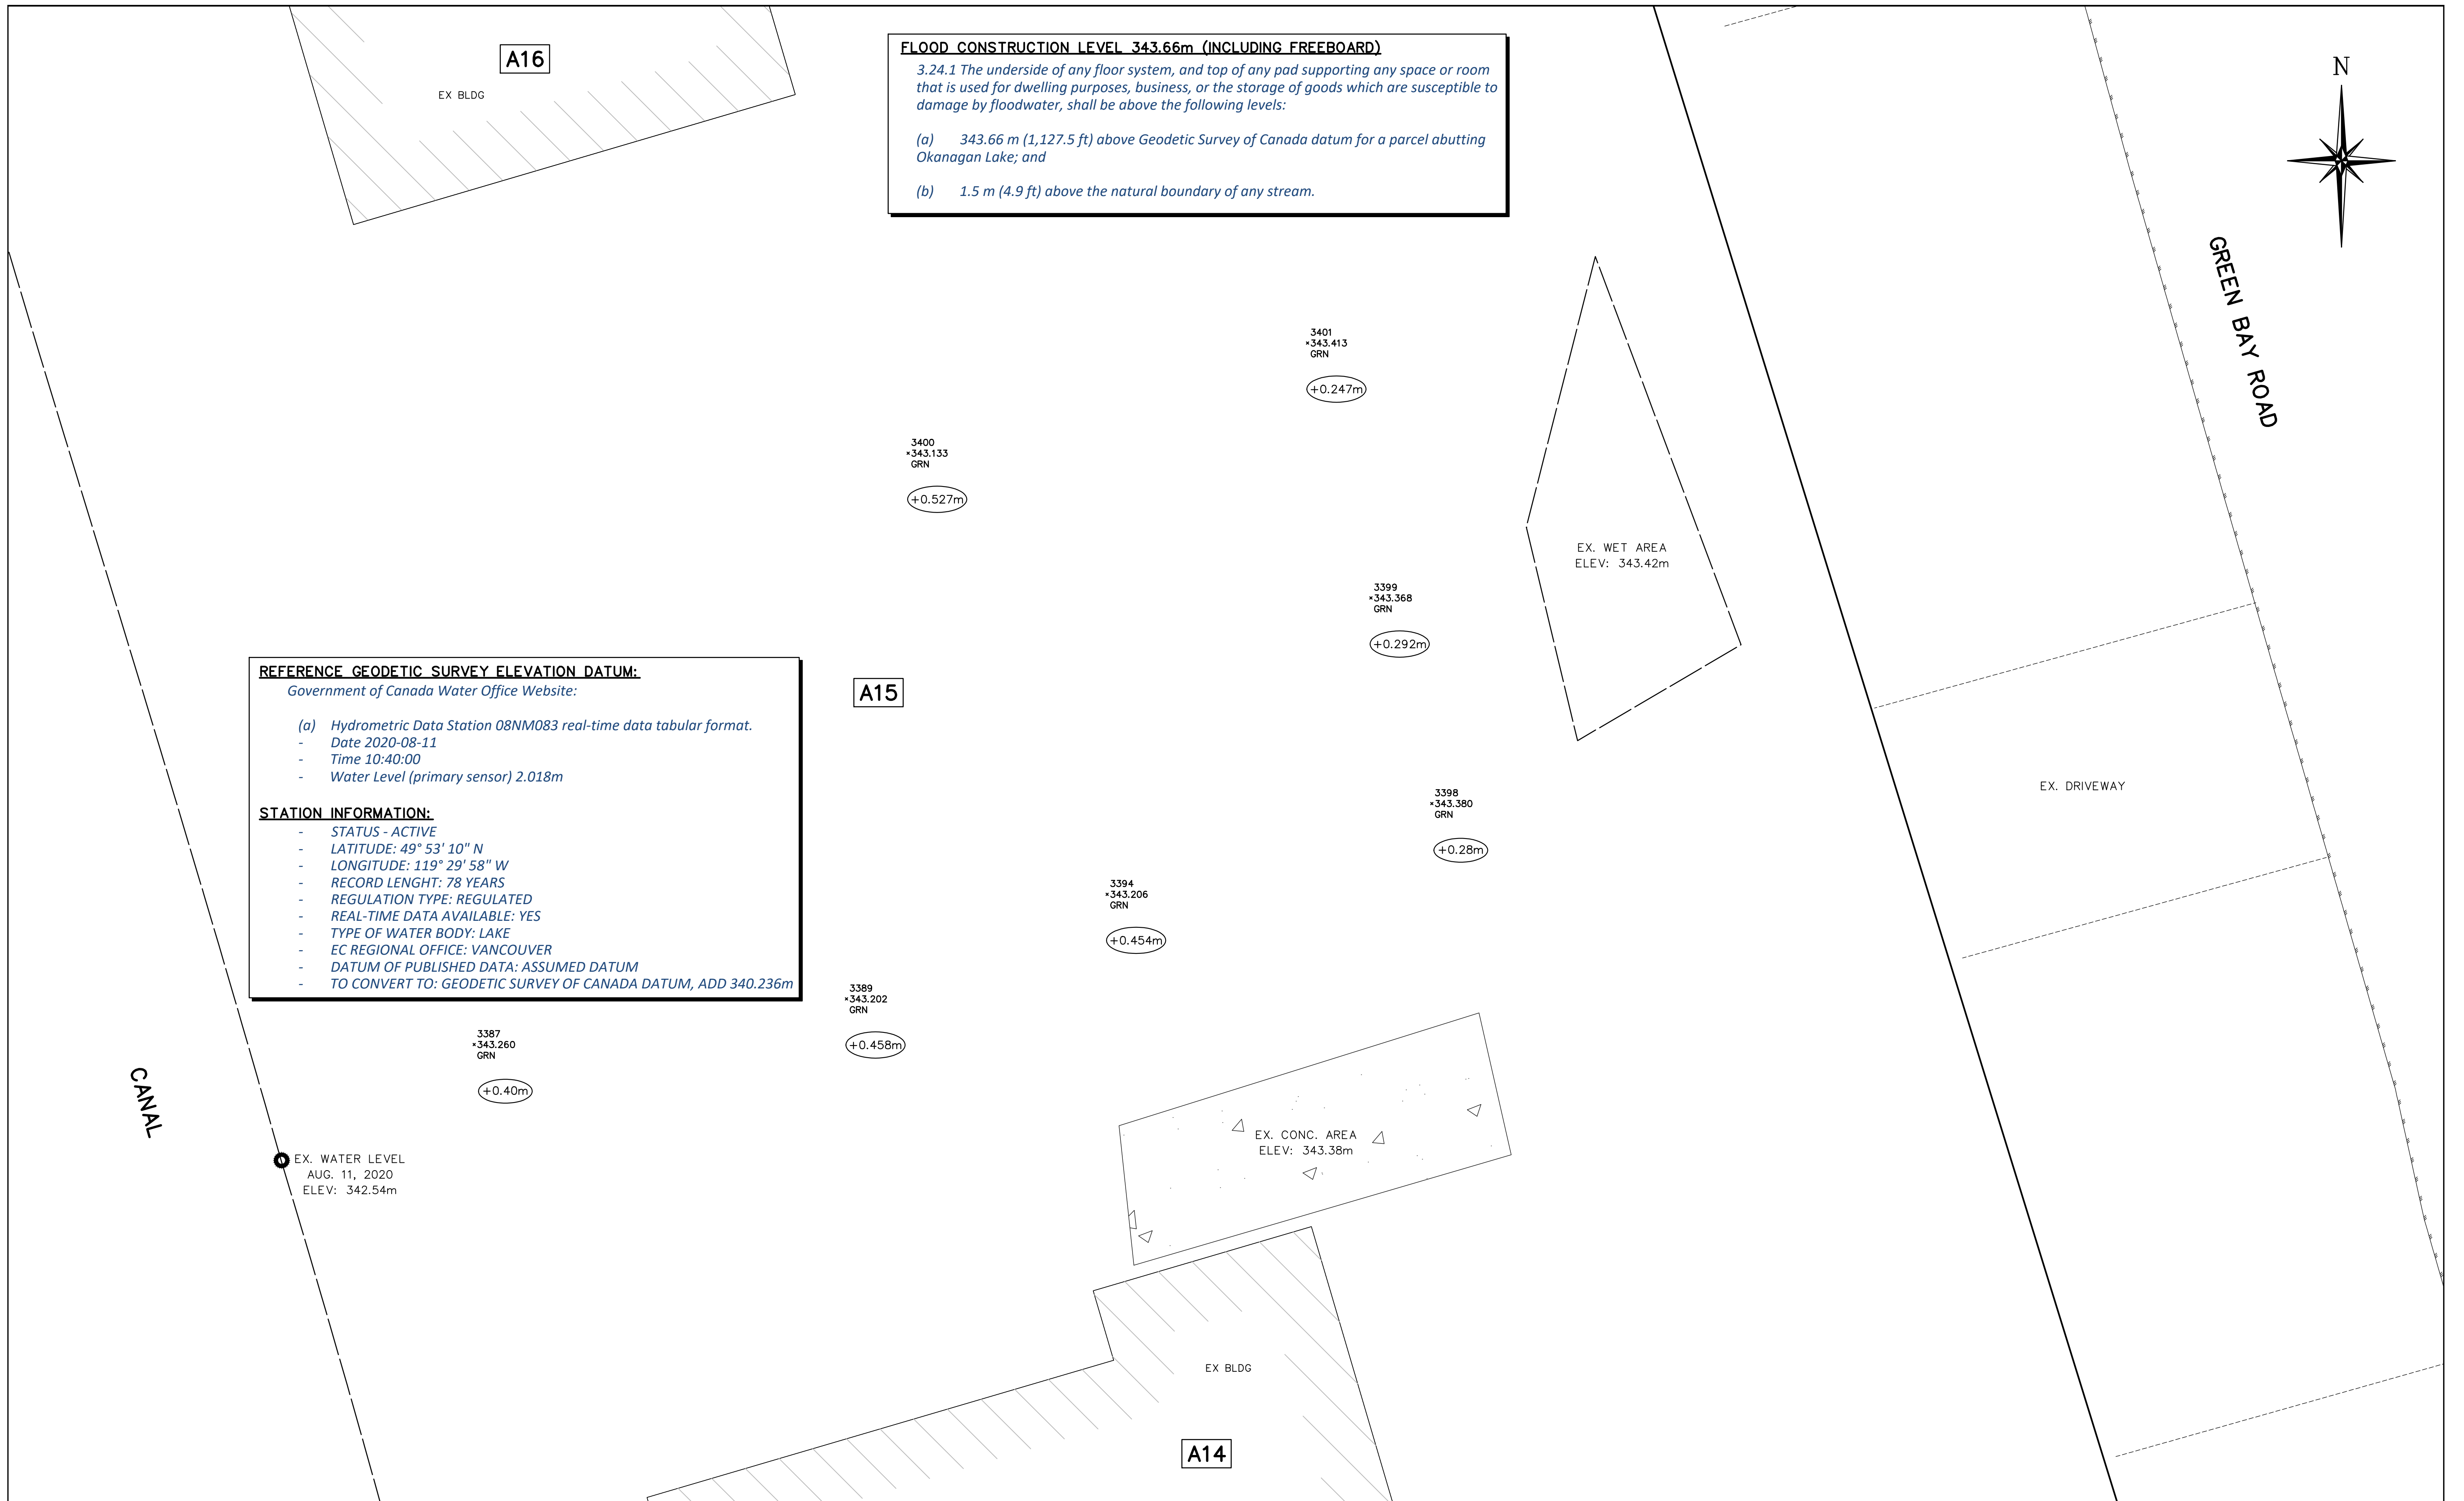 A16
EX BLDG
FLOOD CONSTRUCTION LEVEL 343.66m (INCLUDING FREEBOARD)
3.24.1 The underside of any floor system, and top of any pad supporting any space or room
that is used for dwelling purposes, business, or the storage of goods which are susceptible to
damage by floodwater, shall be above the following levels:
(a) 343.66 m (1,127.5 ft) above Geodetic Survey of Canada datum for a parcel abutting
Okanagan Lake; and
(b) 1.5 m (4.9 ft) above the natural boundary of any stream.
N
GREEN BAY ROAD
3401
×343.413
GRN
+0.247m
3400
×343.133
GRN
+0.527m
EX. WET AREA
ELEV: 343.42m
3399
×343.368
GRN
+0.292m
REFERENCE GEODETIC SURVEY ELEVATION DATUM:
Government of Canada Water Office Website:
(a) Hydrometric Data Station 08NM083 real-time data tabular format.
- Date 2020-08-11
- Time 10:40:00
- Water Level (primary sensor) 2.018m
STATION INFORMATION:
- STATUS - ACTIVE
- LATITUDE: 49° 53' 10" N
- LONGITUDE: 119° 29' 58" W
- RECORD LENGHT: 78 YEARS
- REGULATION TYPE: REGULATED
- REAL-TIME DATA AVAILABLE: YES
- TYPE OF WATER BODY: LAKE
- EC REGIONAL OFFICE: VANCOUVER
- DATUM OF PUBLISHED DATA: ASSUMED DATUM
- TO CONVERT TO: GEODETIC SURVEY OF CANADA DATUM, ADD 340.236m
A15
EX. DRIVEWAY
3398
×343.380
GRN
+0.28m
3394
×343.206
GRN
+0.454m
3389
×343.202
GRN
+0.458m
3387
×343.260
GRN
+0.40m
CANAL
EX. WATER LEVEL
AUG. 11, 2020
ELEV: 342.54m
EX. CONC. AREA
ELEV: 343.38m
EX BLDG
A14